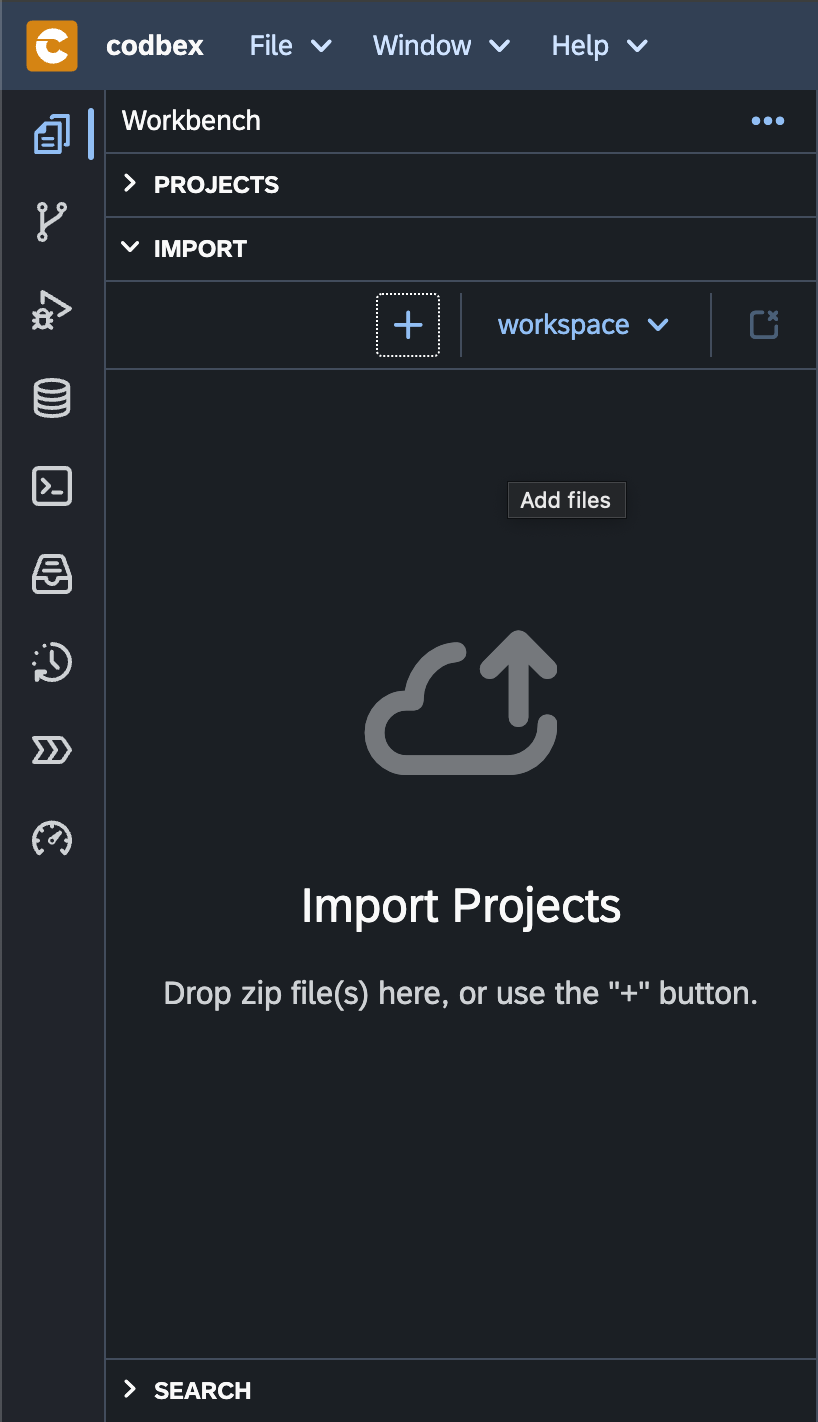 codbex File Window Help
Workbench
PROJECTS
IMPORT
workspace
Add files
Import Projects
Drop zip file(s) here, or use the "+" button.
SEARCH